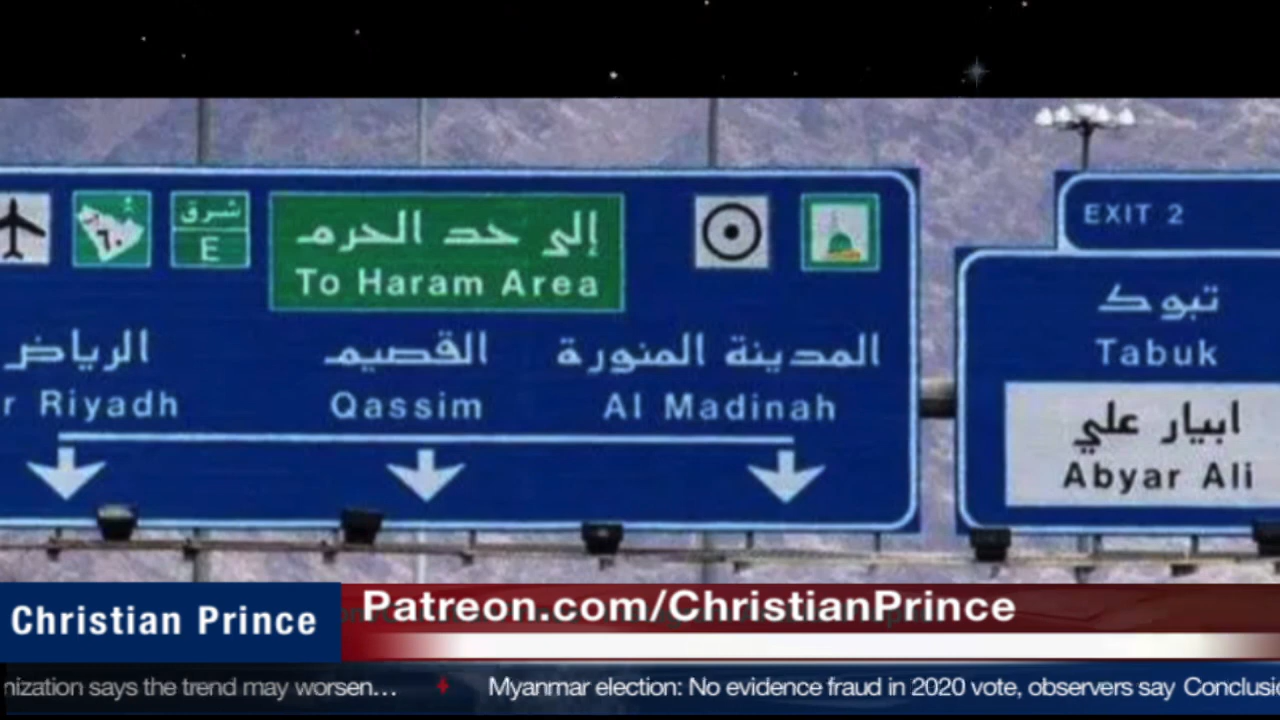 شرق
E
٦٠
إلى حد الحرم
To Haram Area
الرياض
r Riyadh
القصيم
Qassim
المدينة المنورة
Al Madinah
EXIT 2
تبوك
Tabuk
ابيار علي
Abyar Ali
Christian Prince
Patreon.com/ChristianPrince
nization says the trend may worsen... Myanmar election: No evidence fraud in 2020 vote, observers say Conclusi